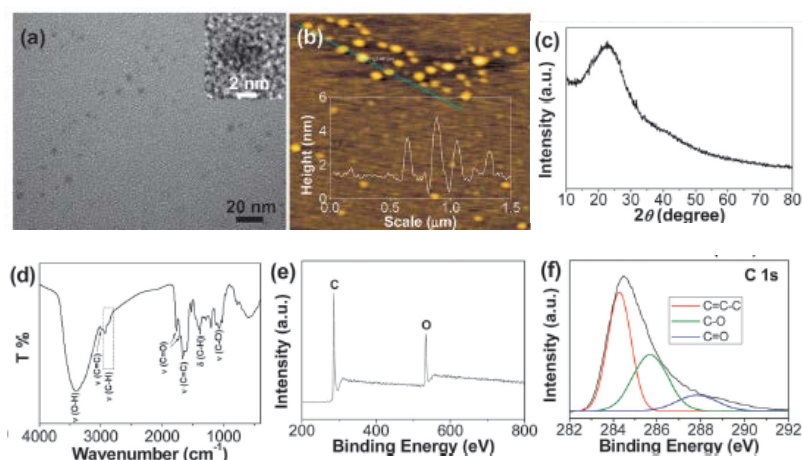 (a)
2 nm
20 nm
(b)
6
4
2
0
Height (nm)
0.0 0.5 1.0 1.5
Scale (μm)
(c)
Intensity (a.u.)
10 20 30 40 50 60 70 80
2θ (degree)
(d)
T %
ν (O-H)
ν (C=C)
ν (C-H)
ν (C=O)
ν (C=C)
δ (O-H)
ν (C-O)
4000 3000 2000 1000
Wavenumber (cm⁻¹)
(e)
C
O
Intensity (a.u.)
200 400 600 800
Binding Energy (eV)
(f)
C 1s
C=C-C
C-O
C=O
Intensity (a.u.)
282 284 286 288 290 292
Binding Energy (eV)